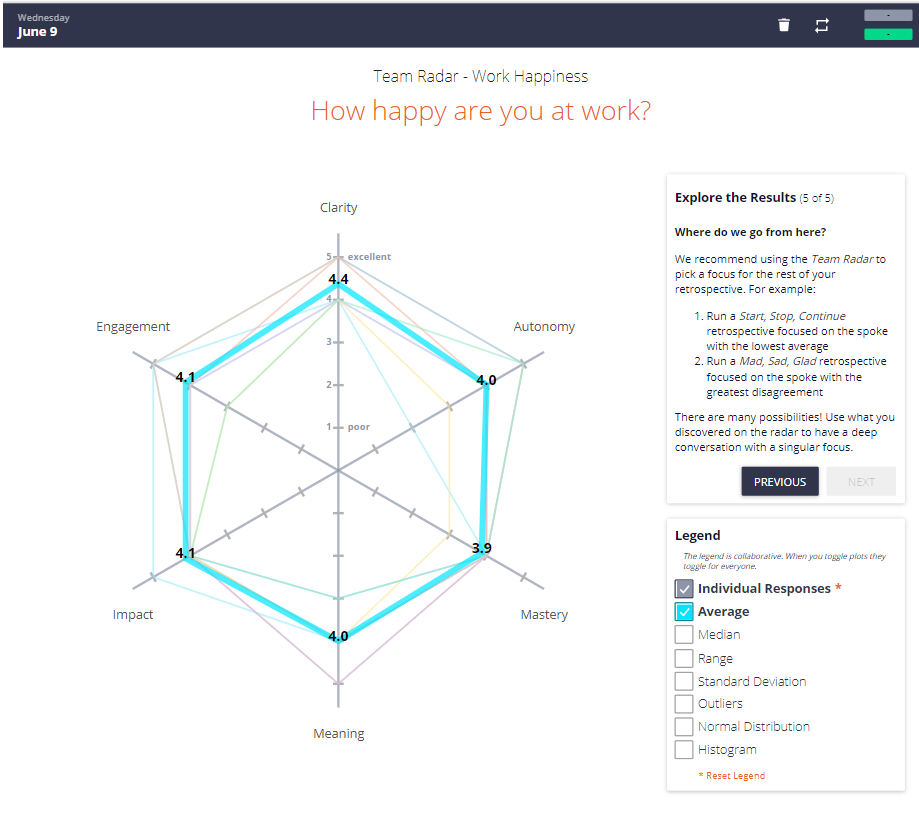 Wednesday
June 9
-
-
Team Radar - Work Happiness
How happy are you at work?
Clarity
5
excellent
4.4
4
Engagement
Autonomy
3
4.1
4.0
2
1
poor
4.1
3.9
Impact
Mastery
4.0
Meaning
Explore the Results (5 of 5)
Where do we go from here?
We recommend using the Team Radar to
pick a focus for the rest of your
retrospective. For example:
1. Run a Start, Stop, Continue
retrospective focused on the spoke
with the lowest average
2. Run a Mad, Sad, Glad retrospective
focused on the spoke with the
greatest disagreement
There are many possibilities! Use what you
discovered on the radar to have a deep
conversation with a singular focus.
PREVIOUS
NEXT
Legend
The legend is collaborative. When you toggle plots they
toggle for everyone.
Individual Responses *
Average
Median
Range
Standard Deviation
Outliers
Normal Distribution
Histogram
* Reset Legend